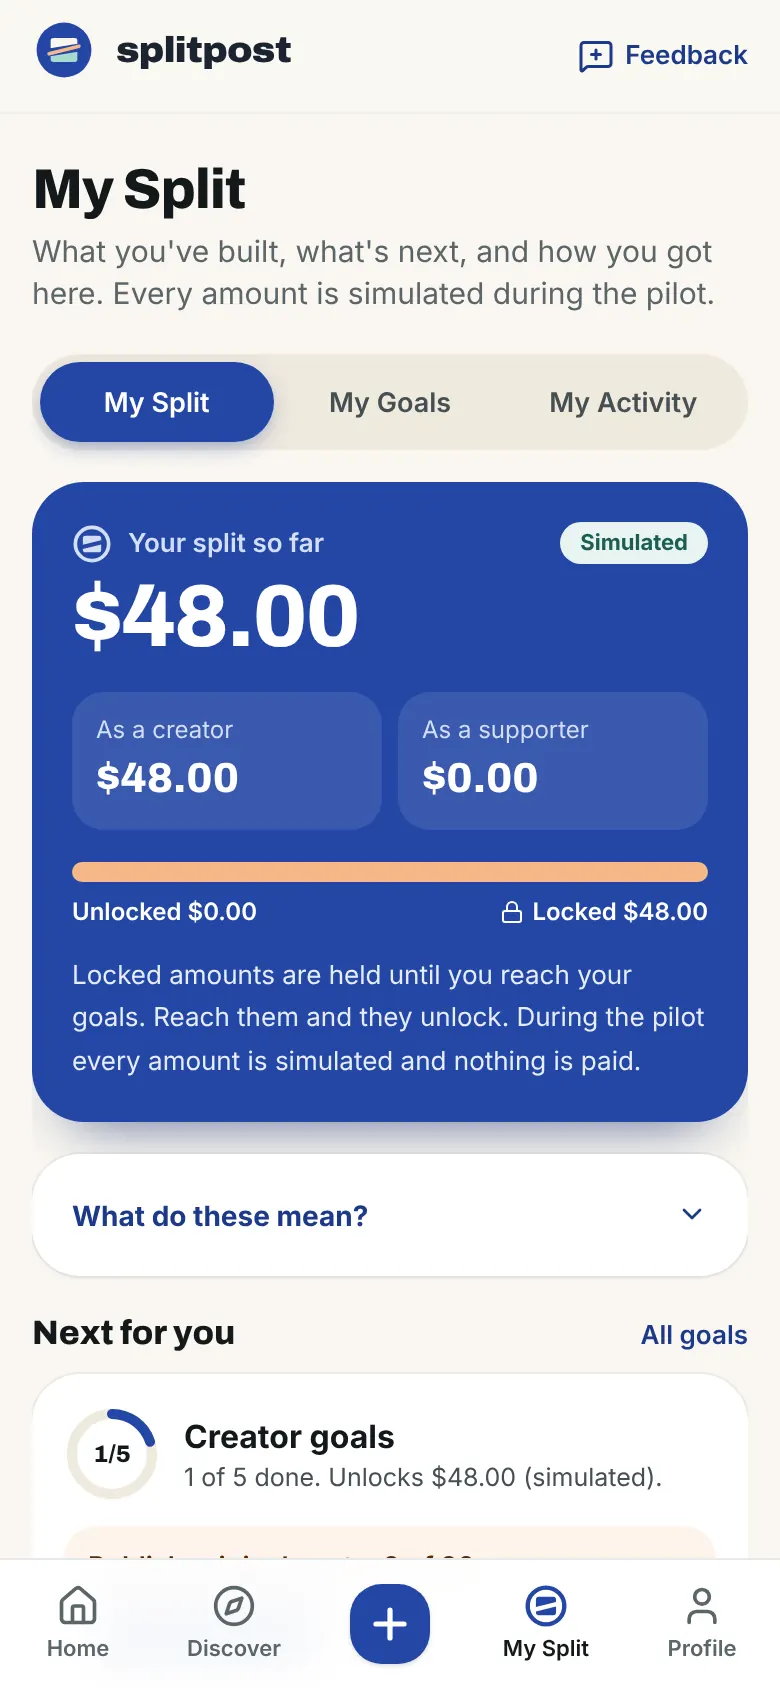 splitpost
Feedback
My Split
What you've built, what's next, and how you got
here. Every amount is simulated during the pilot.
My Split
My Goals
My Activity
Your split so far
Simulated
$48.00
As a creator
$48.00
As a supporter
$0.00
Unlocked $0.00
Locked $48.00
Locked amounts are held until you reach your
goals. Reach them and they unlock. During the pilot
every amount is simulated and nothing is paid.
What do these mean?
Next for you
All goals
1/5
Creator goals
1 of 5 done. Unlocks $48.00 (simulated).
Home
Discover
My Split
Profile